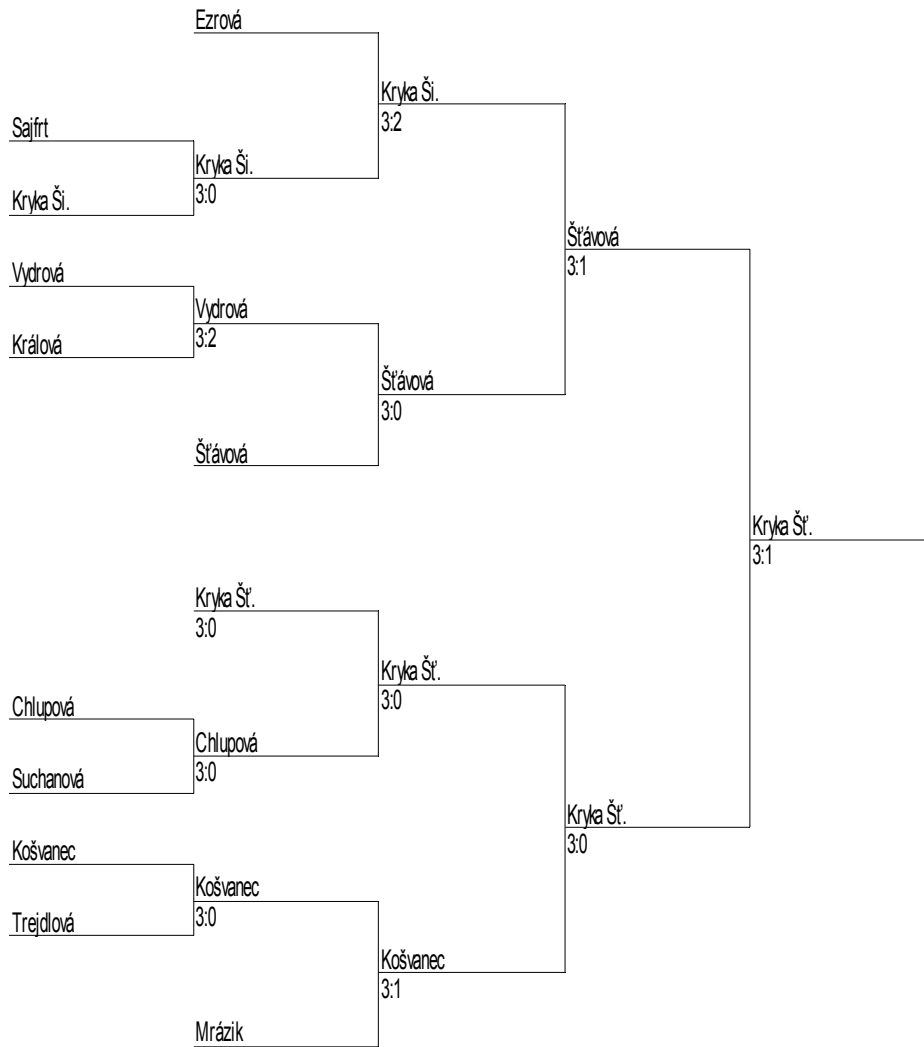 Ezrová
Kryka Ši.
3:2
Sajfrt
Kryka Ši.
3:0
Kryka Ši.
Šťávová
3:1
Vydrová
Vydrová
3:2
Králová
Šťávová
3:0
Šťávová
Kryka Šť.
3:1
Kryka Šť.
3:0
Kryka Šť.
3:0
Chlupová
Chlupová
3:0
Suchanová
Kryka Šť.
3:0
Košvanec
Košvanec
3:0
Trejdlová
Košvanec
3:1
Mrázik